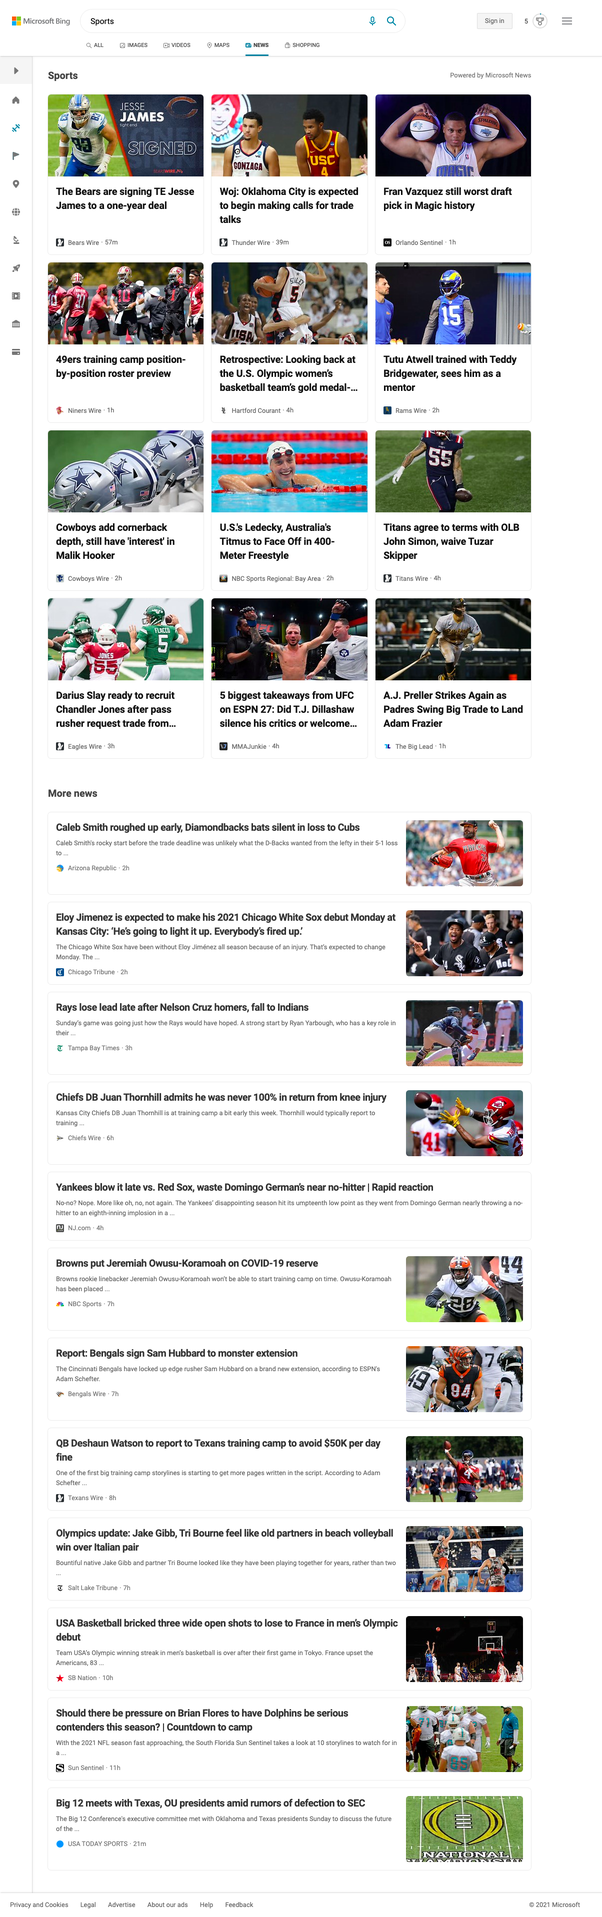 Microsoft Bing
Sports
Sign in
5
ALL
IMAGES
VIDEOS
MAPS
NEWS
SHOPPING
Sports
Powered by Microsoft News
JESSE
JAMES
tight end
SIGNED
GONZAGA
USC
4
MAGIC
The Bears are signing TE Jesse
James to a one-year deal
Bears Wire · 57m
Woj: Oklahoma City is expected
to begin making calls for trade
talks
Thunder Wire · 39m
Fran Vazquez still worst draft
pick in Magic history
Orlando Sentinel · 1h
5
USA
15
49ers training camp position-
by-position roster preview
Niners Wire · 1h
Retrospective: Looking back at
the U.S. Olympic women's
basketball team's gold medal-...
Hartford Courant · 4h
Tutu Atwell trained with Teddy
Bridgewater, sees him as a
mentor
Rams Wire · 2h
55
Cowboys add cornerback
depth, still have 'interest' in
Malik Hooker
Cowboys Wire · 2h
U.S.'s Ledecky, Australia's
Titmus to Face Off in 400-
Meter Freestyle
NBC Sports Regional: Bay Area · 2h
Titans agree to terms with OLB
John Simon, waive Tuzar
Skipper
Titans Wire · 4h
JONES
55
FLACCO
5
Darius Slay ready to recruit
Chandler Jones after pass
rusher request trade from...
Eagles Wire · 3h
5 biggest takeaways from UFC
on ESPN 27: Did T.J. Dillashaw
silence his critics or welcome...
MMAJunkie · 4h
A.J. Preller Strikes Again as
Padres Swing Big Trade to Land
Adam Frazier
The Big Lead · 1h
More news
Caleb Smith roughed up early, Diamondbacks bats silent in loss to Cubs
Caleb Smith's rocky start before the trade deadline was unlikely what the D-Backs wanted from the lefty in their 5-1 loss
to ...
Arizona Republic · 2h
Eloy Jimenez is expected to make his 2021 Chicago White Sox debut Monday at
Kansas City: 'He's going to light it up. Everybody's fired up.'
The Chicago White Sox have been without Eloy Jiménez all season because of an injury. That's expected to change
Monday. The ...
Chicago Tribune · 2h
Rays lose lead late after Nelson Cruz homers, fall to Indians
Sunday's game was going just how the Rays would have hoped. A strong start by Ryan Yarbough, who has a key role in
their ...
Tampa Bay Times · 3h
Chiefs DB Juan Thornhill admits he was never 100% in return from knee injury
Kansas City Chiefs DB Juan Thornhill is at training camp a bit early this week. Thornhill would typically report to
training ...
Chiefs Wire · 6h
41
Yankees blow it late vs. Red Sox, waste Domingo German's near no-hitter | Rapid reaction
No-no? Nope. More like oh, no, not again. The Yankees' disappointing season hit its umpteenth low point as they went from Domingo German nearly throwing a no-
hitter to an eighth-inning implosion in a ...
NJ.com · 4h
Browns put Jeremiah Owusu-Koramoah on COVID-19 reserve
Browns rookie linebacker Jeremiah Owusu-Koramoah won't be able to start training camp on time. Owusu-Koramoah
has been placed ...
NBC Sports · 7h
44
28
Report: Bengals sign Sam Hubbard to monster extension
The Cincinnati Bengals have locked up edge rusher Sam Hubbard on a brand new extension, according to ESPN's
Adam Schefter.
Bengals Wire · 7h
49
94
QB Deshaun Watson to report to Texans training camp to avoid $50K per day
fine
One of the first big training camp storylines is starting to get more pages written in the script. According to Adam
Schefter ...
Texans Wire · 8h
Olympics update: Jake Gibb, Tri Bourne feel like old partners in beach volleyball
win over Italian pair
Bountiful native Jake Gibb and partner Tri Bourne looked like they have been playing together for years, rather than two
...
Salt Lake Tribune · 7h
USA Basketball bricked three wide open shots to lose to France in men's Olympic
debut
Team USA's Olympic winning streak in men's basketball is over after their first game in Tokyo. France upset the
Americans, 83 ...
SB Nation · 10h
Should there be pressure on Brian Flores to have Dolphins be serious
contenders this season? | Countdown to camp
With the 2021 NFL season fast approaching, the South Florida Sun Sentinel takes a look at 10 storylines to watch for in
a ...
Sun Sentinel · 11h
Big 12 meets with Texas, OU presidents amid rumors of defection to SEC
The Big 12 Conference's executive committee met with Oklahoma and Texas presidents Sunday to discuss the future
of the ...
USA TODAY SPORTS · 21m
NATIONAL
Privacy and Cookies
Legal
Advertise
About our ads
Help
Feedback
© 2021 Microsoft